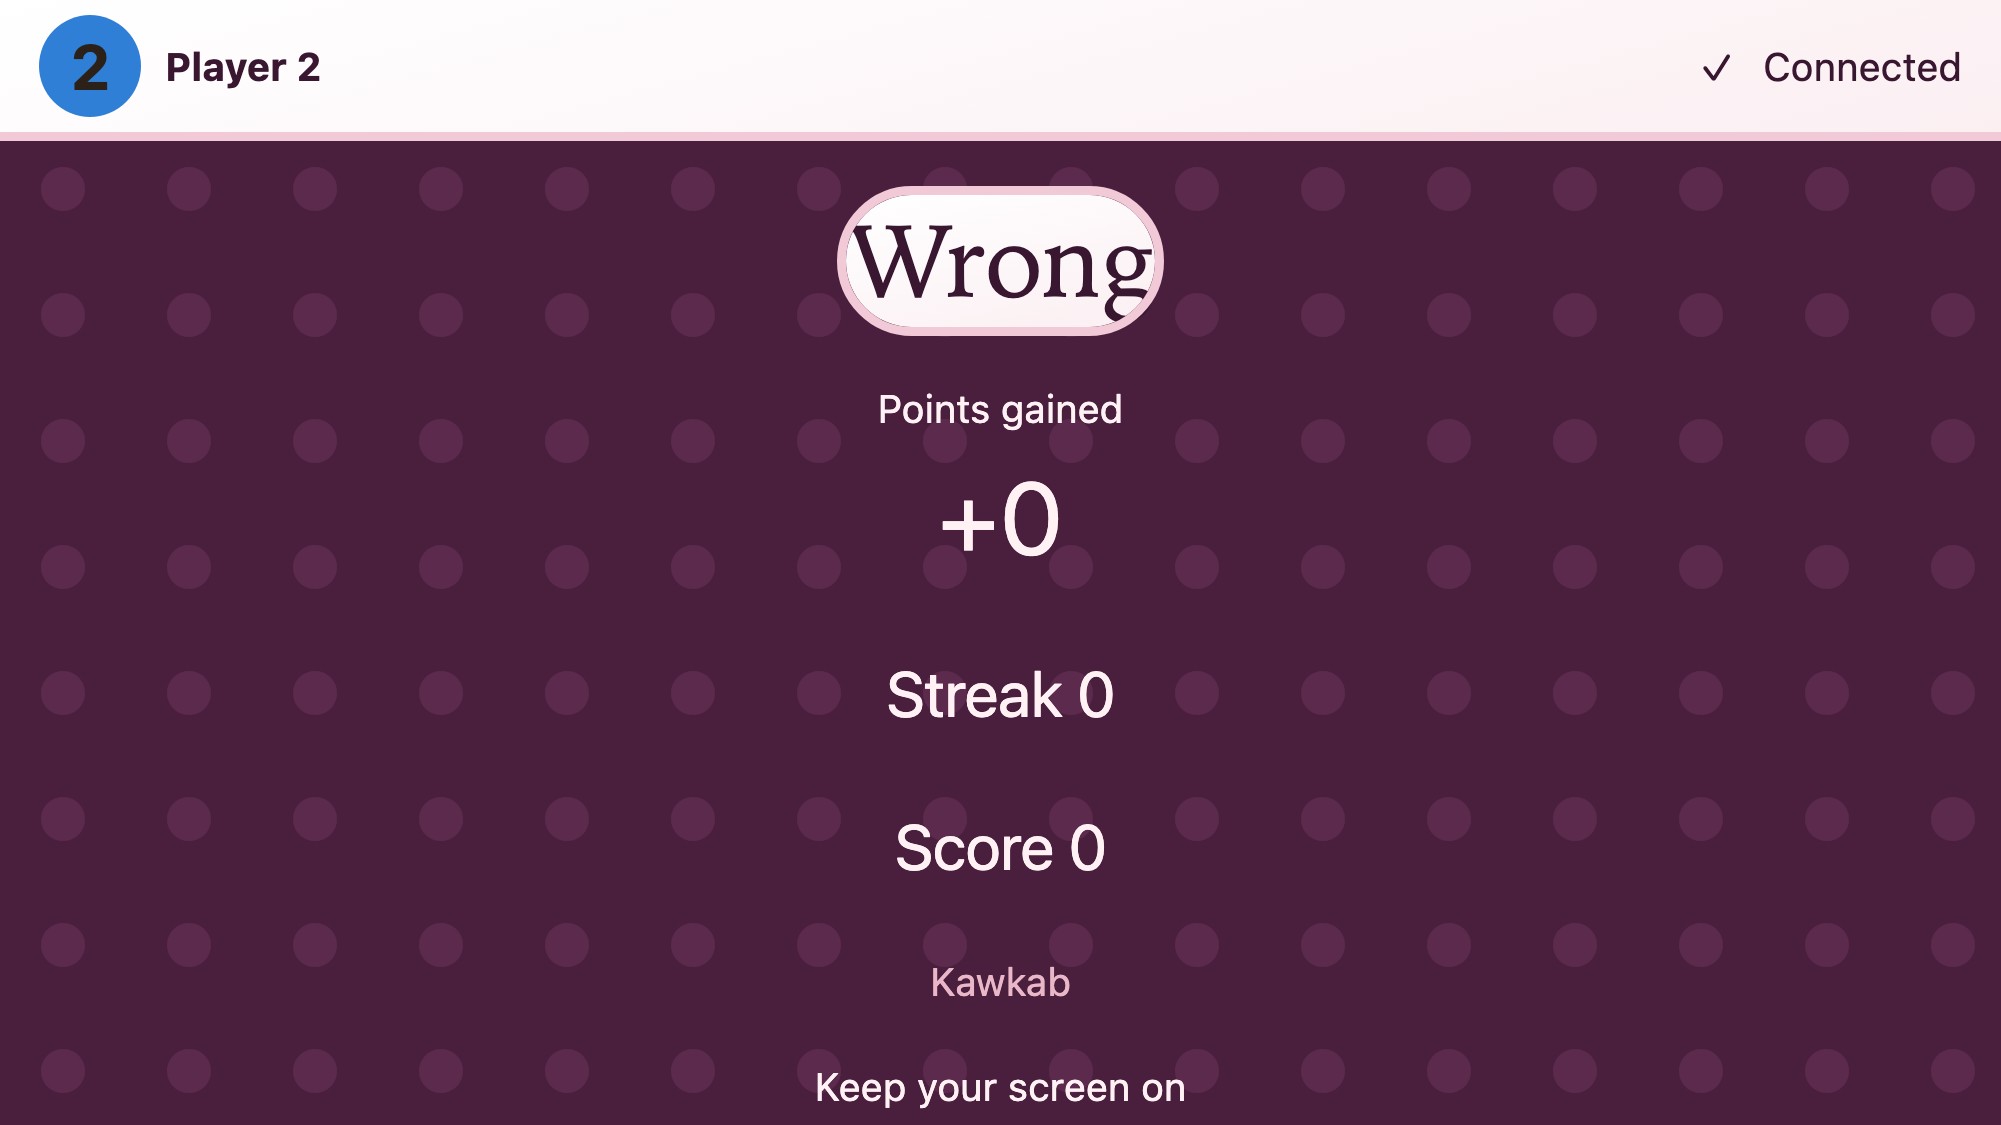 2 Player 2
✓ Connected
Wrong
Points gained
+0
Streak 0
Score 0
Kawkab
Keep your screen on